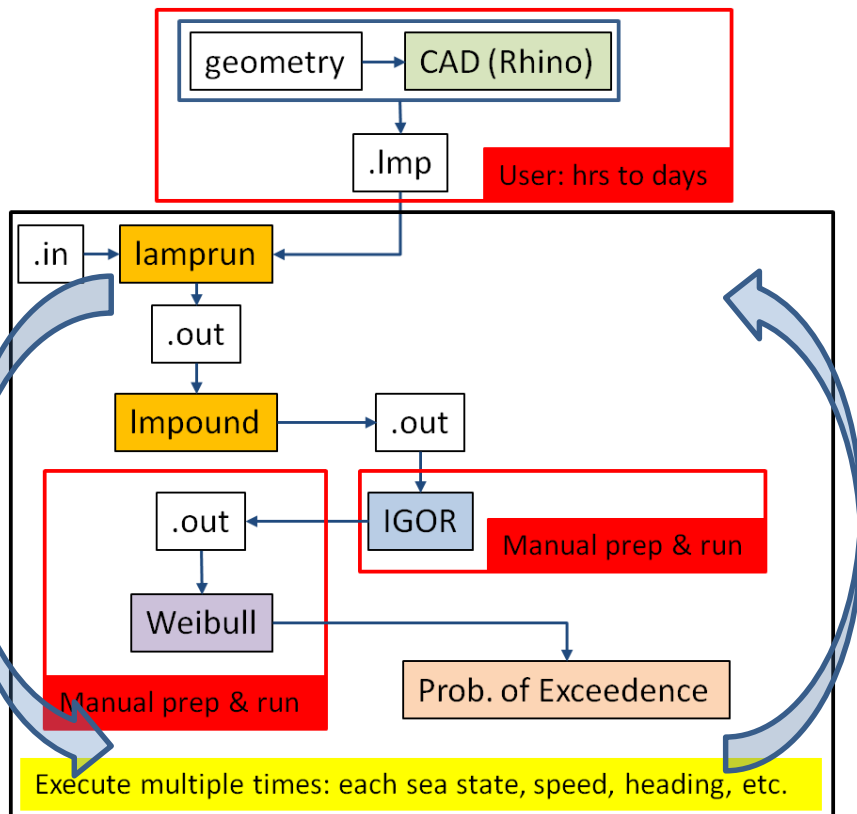 geometry
CAD (Rhino)
.lmp
User: hrs to days
.in
lamprun
.out
lmpound
.out
.out
IGOR
Manual prep & run
Weibull
Manual prep & run
Prob. of Exceedence
Execute multiple times: each sea state, speed, heading, etc.